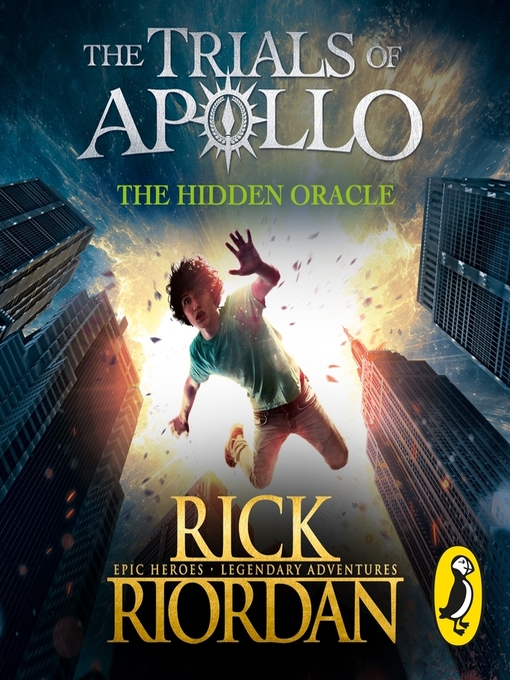 THE TRIALS OF
APOLLO
THE HIDDEN ORACLE
RICK
EPIC HEROES · LEGENDARY ADVENTURES
RIORDAN